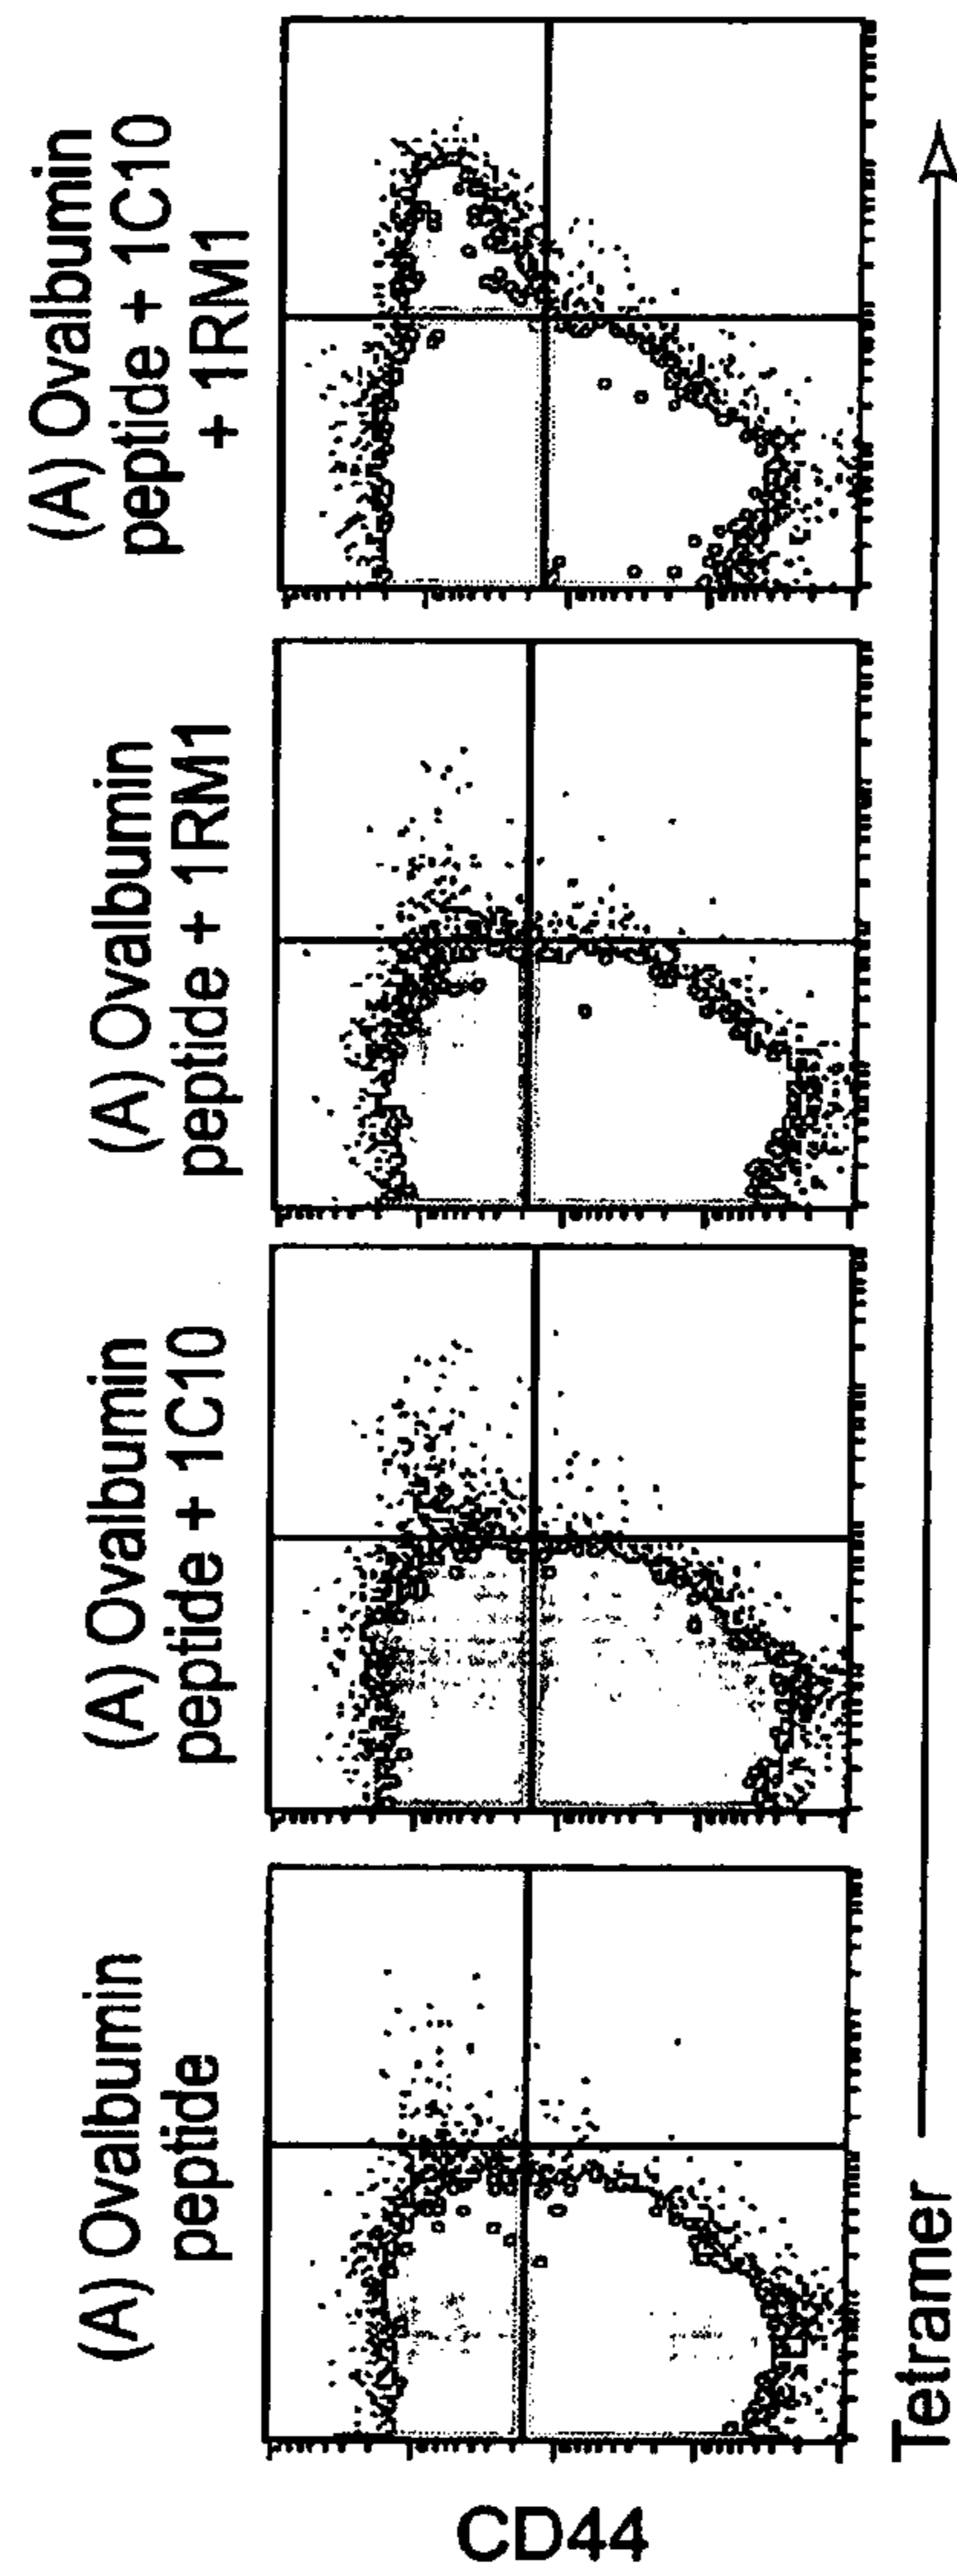 (A) Ovalbumin
peptide
(A) Ovalbumin
peptide + 1C10
(A) Ovalbumin
peptide + 1RM1
(A) Ovalbumin
peptide + 1C10
+ 1RM1
CD44
Tetramer